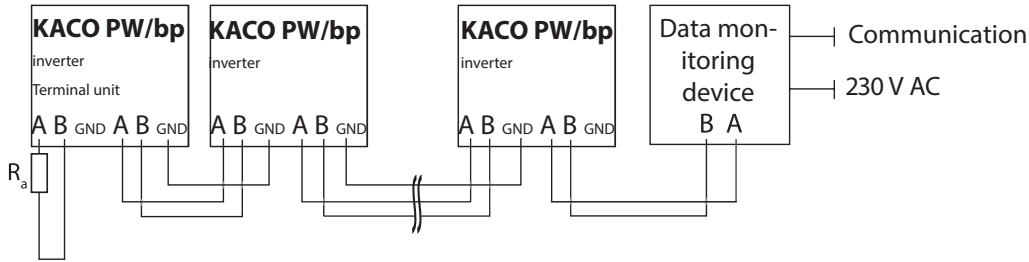 KACO PW/bp
inverter
Terminal unit
A B GND A B GND
R a
KACO PW/bp
inverter
A B GND A B GND
KACO PW/bp
inverter
A B GND A B GND
Data mon-
itoring
device
B A
Communication
230 V AC